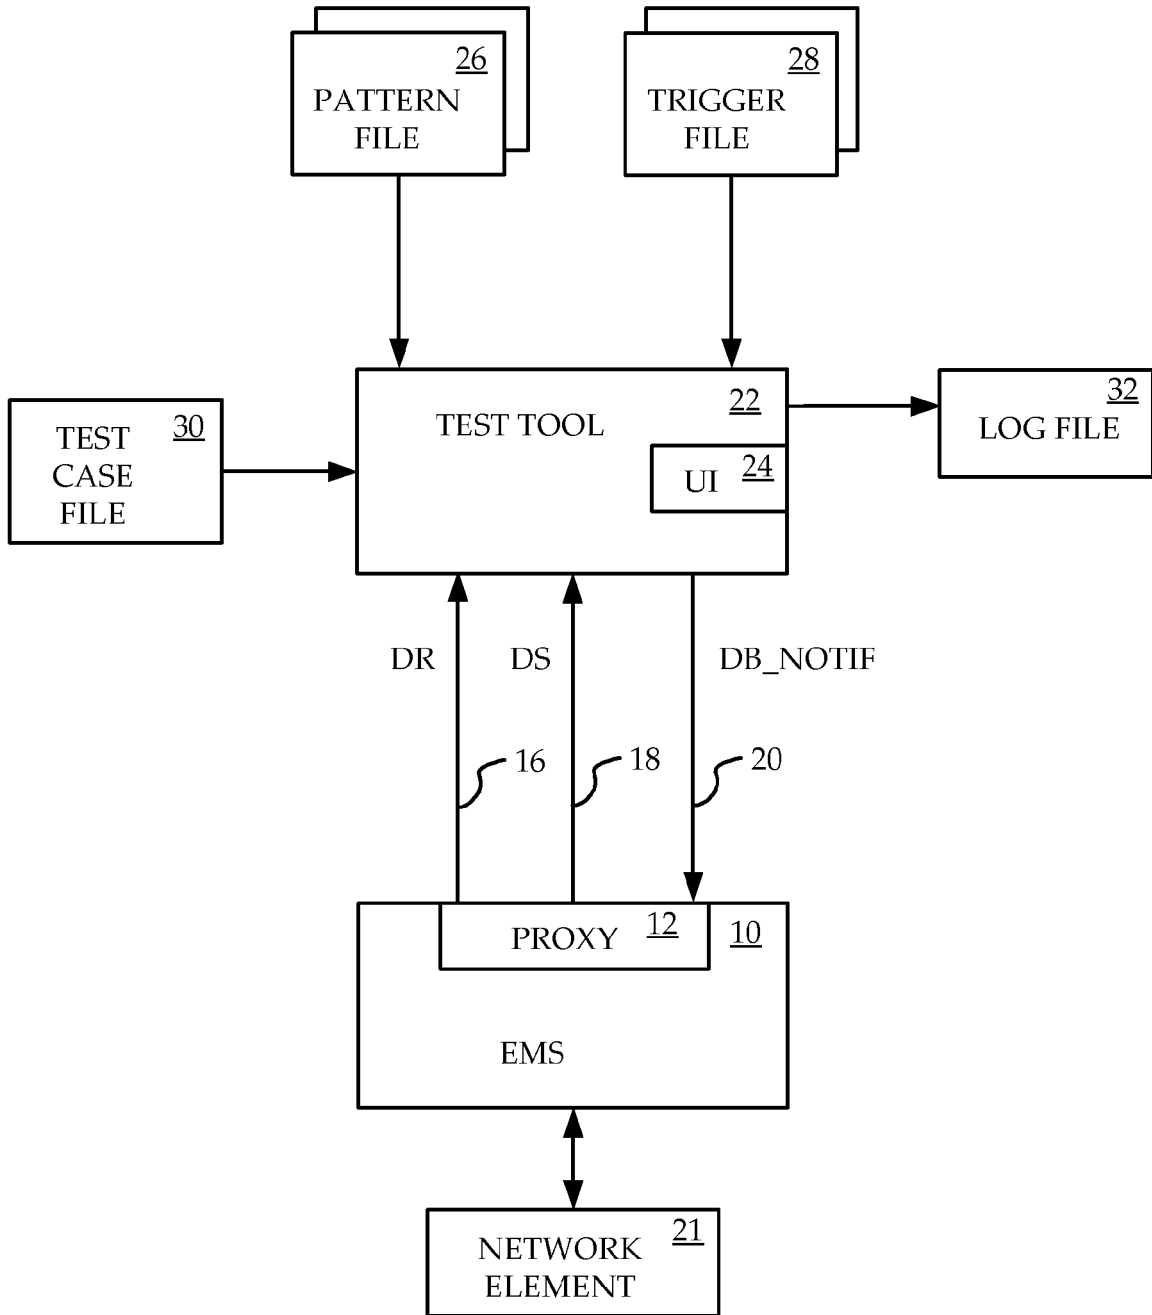 26
PATTERN
FILE
28
TRIGGER
FILE
30
TEST
CASE
FILE
22
TEST TOOL
24
UI
32
LOG FILE
DR
DS
DB_NOTIF
16
18
20
12
PROXY
10
EMS
21
NETWORK
ELEMENT